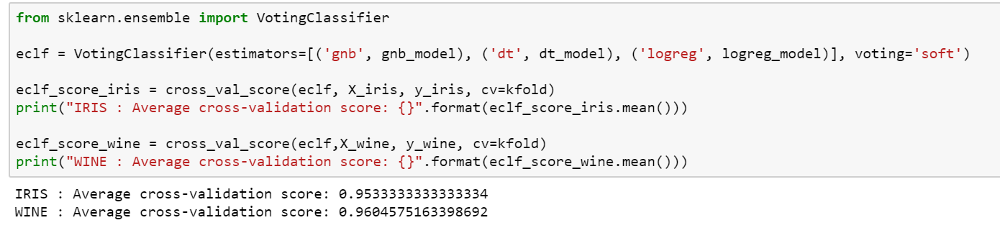 from sklearn.ensemble import VotingClassifier
eclf = VotingClassifier(estimators=[('gnb', gnb_model), ('dt', dt_model), ('logreg', logreg_model)], voting='soft')
eclf_score_iris = cross_val_score(eclf, X_iris, y_iris, cv=kfold)
print("IRIS : Average cross-validation score: {}".format(eclf_score_iris.mean()))
eclf_score_wine = cross_val_score(eclf,X_wine, y_wine, cv=kfold)
print("WINE : Average cross-validation score: {}".format(eclf_score_wine.mean()))
IRIS : Average cross-validation score: 0.9533333333333334
WINE : Average cross-validation score: 0.9604575163398692